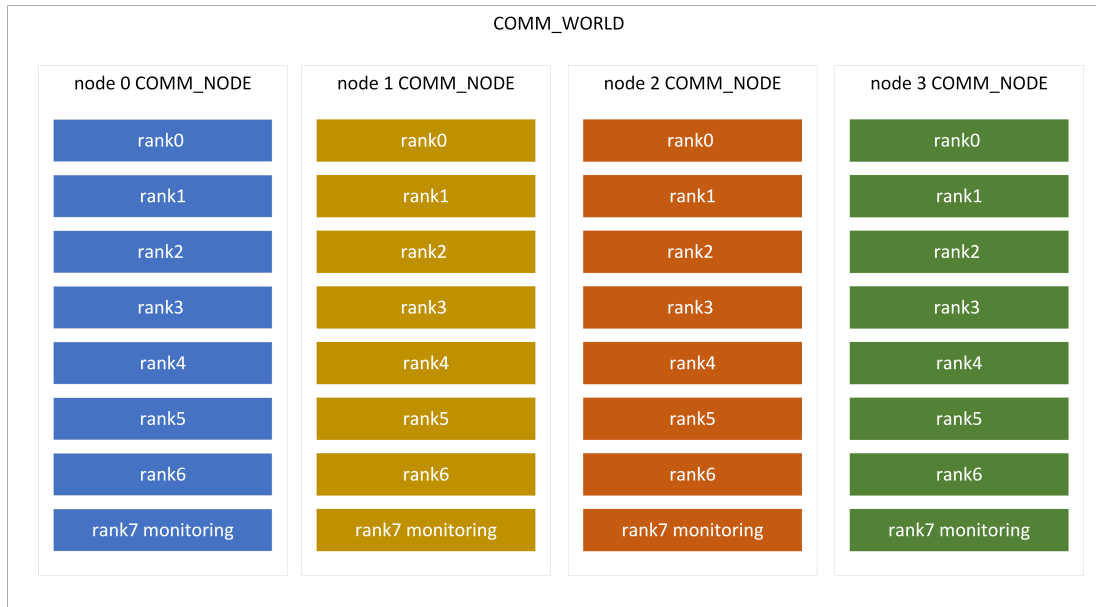 COMM_WORLD
node 0 COMM_NODE
rank0
rank1
rank2
rank3
rank4
rank5
rank6
rank7 monitoring
node 1 COMM_NODE
rank0
rank1
rank2
rank3
rank4
rank5
rank6
rank7 monitoring
node 2 COMM_NODE
rank0
rank1
rank2
rank3
rank4
rank5
rank6
rank7 monitoring
node 3 COMM_NODE
rank0
rank1
rank2
rank3
rank4
rank5
rank6
rank7 monitoring